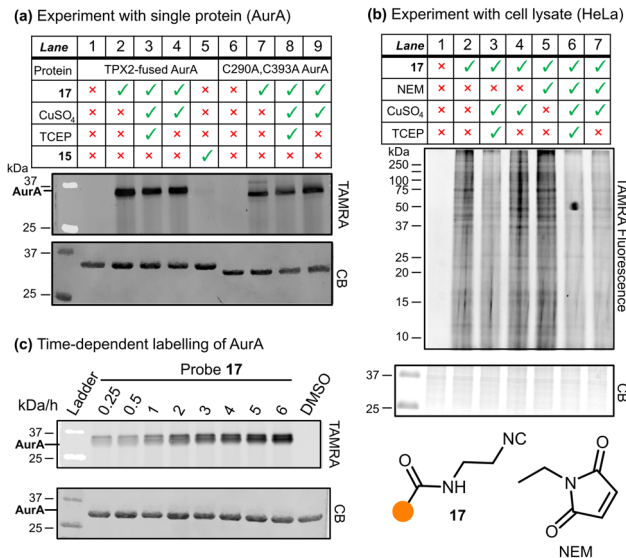 (a) Experiment with single protein (AurA)
Lane 1 2 3 4 5 6 7 8 9
Protein TPX2-fused AurA C290A,C393A AurA
17 × ✓ ✓ ✓ × × ✓ ✓ ✓
CuSO₄ × × ✓ ✓ × × × ✓ ✓
TCEP × × ✓ × × × × ✓ ×
15 × × × × ✓ × × × ×
kDa
37
AurA
25
TAMRA
37
25
CB
(b) Experiment with cell lysate (HeLa)
Lane 1 2 3 4 5 6 7
17 × ✓ ✓ ✓ ✓ ✓ ✓
NEM × × × × ✓ ✓ ✓
CuSO₄ × × ✓ ✓ × ✓ ✓
TCEP × × ✓ × × ✓ ×
kDa
250
100
75
50
37
25
20
15
10
TAMRA Fluorescence
37
25
CB
(c) Time-dependent labelling of AurA
Probe 17
kDa/h Ladder 0.25 0.5 1 2 3 4 5 6 DMSO
37
AurA
25
TAMRA
37
AurA
25
CB
NC
O
NH
17
O
N
O
NEM